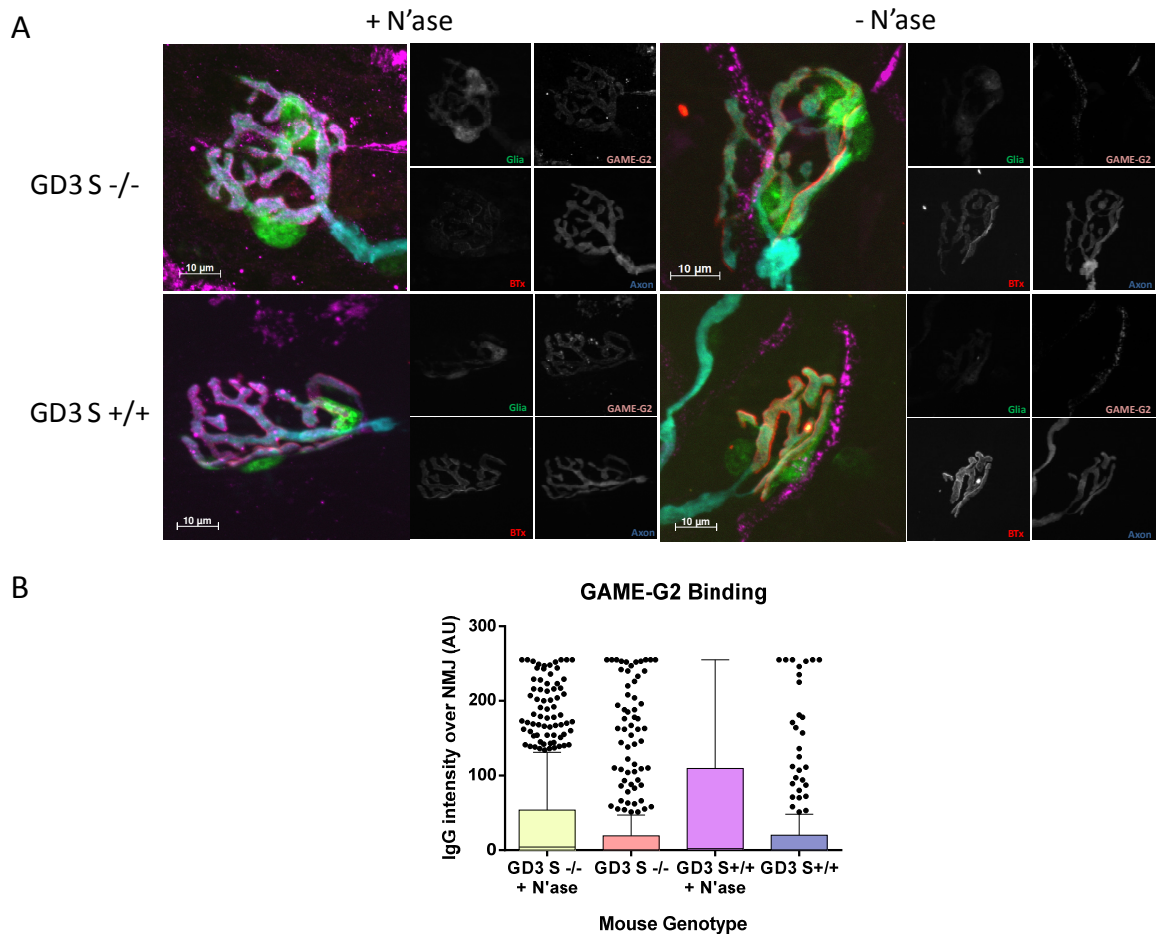 A
+ N’ase
- N’ase
GD3 S -/-
Glia
GAME-G2
BTx
Axon
10 µm
Glia
GAME-G2
BTx
Axon
10 µm
GD3 S +/+
Glia
GAME-G2
BTx
Axon
10 µm
Glia
GAME-G2
BTx
Axon
10 µm
B
GAME-G2 Binding
IgG intensity over NMJ (AU)
300
200
100
0
GD3 S -/-
+ N'ase
GD3 S -/-
GD3 S+/+
+ N'ase
GD3 S+/+
Mouse Genotype